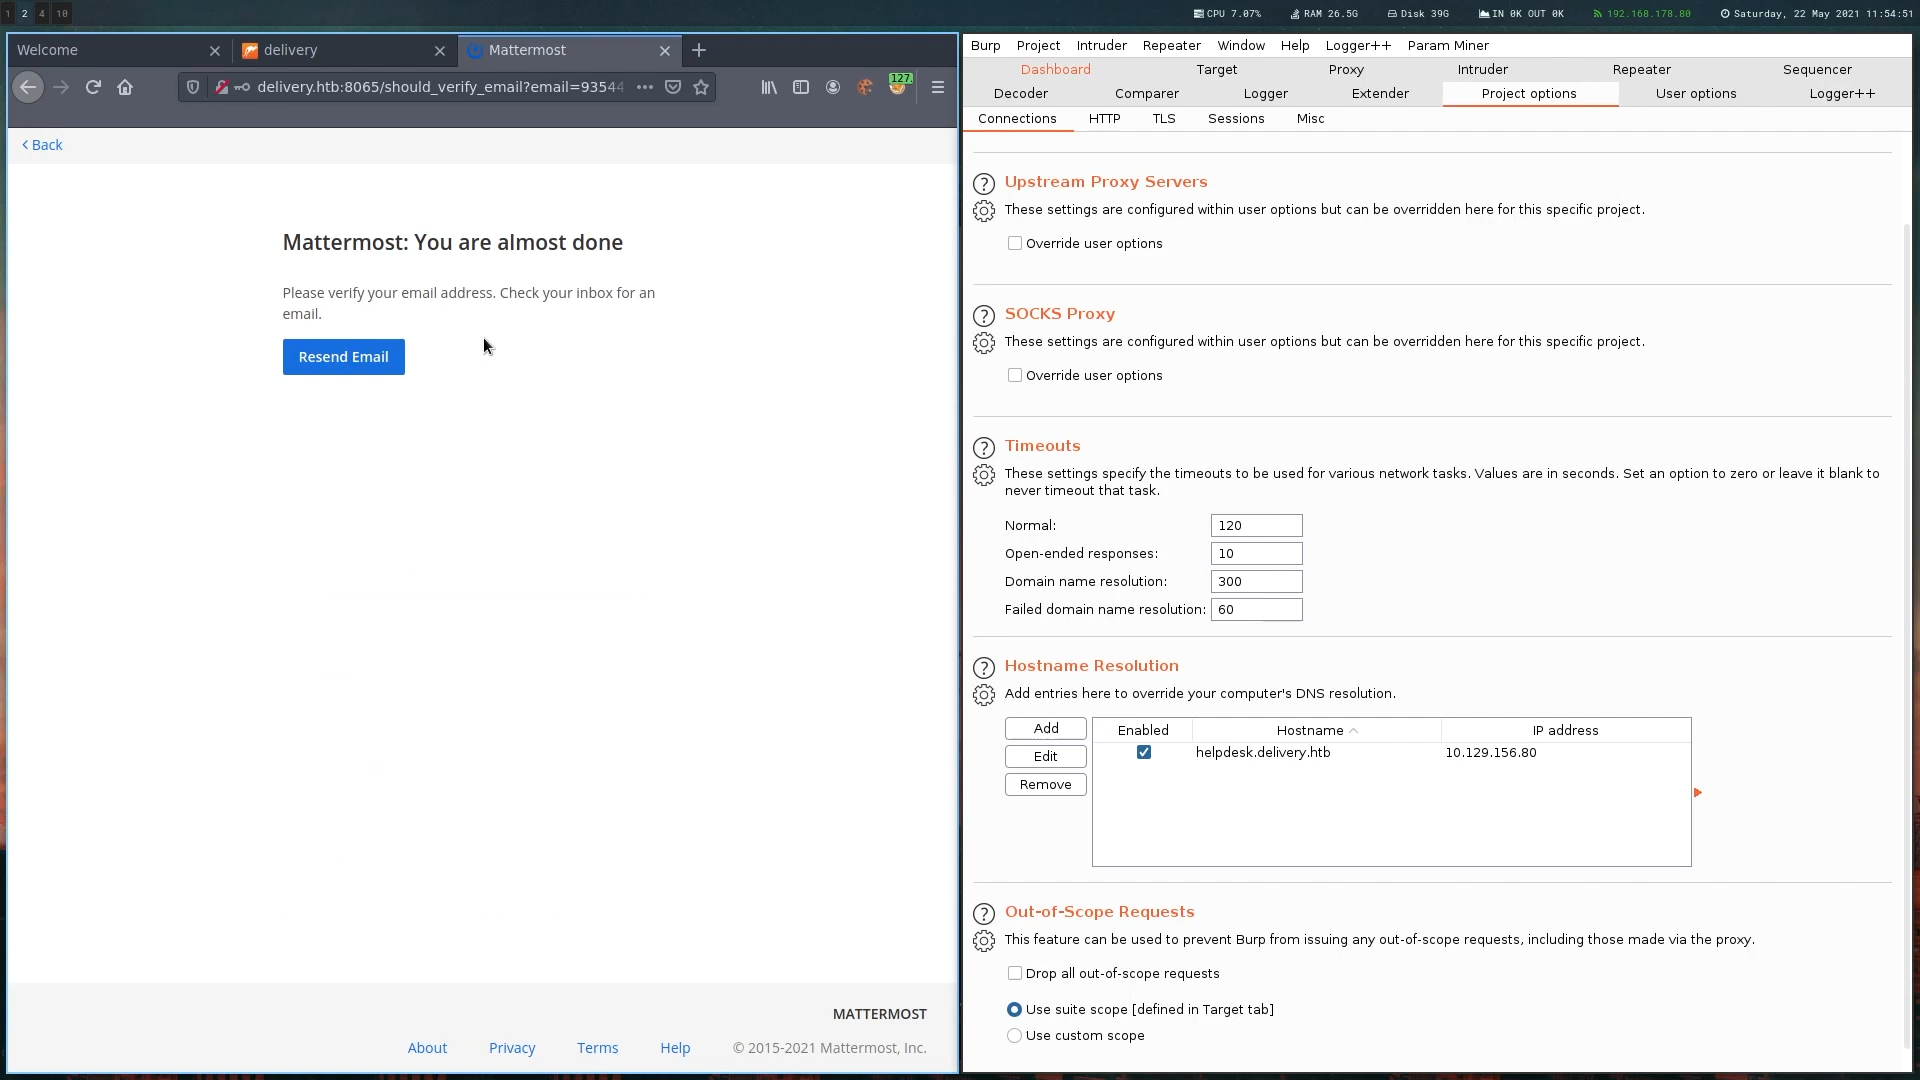 1 2 4 10
CPU 7.07% RAM 26.5G Disk 39G IN 0K OUT 0K 192.168.178.80 Saturday, 22 May 2021 11:54:51
Welcome
delivery
Mattermost
delivery.htb:8065/should_verify_email?email=93544
127.
Back
Mattermost: You are almost done
Please verify your email address. Check your inbox for an
email.
Resend Email
MATTERMOST
About Privacy Terms Help © 2015-2021 Mattermost, Inc.
Burp Project Intruder Repeater Window Help Logger++ Param Miner
Dashboard Target Proxy Intruder Repeater Sequencer
Decoder Comparer Logger Extender Project options User options Logger++
Connections HTTP TLS Sessions Misc
Upstream Proxy Servers
These settings are configured within user options but can be overridden here for this specific project.
Override user options
SOCKS Proxy
These settings are configured within user options but can be overridden here for this specific project.
Override user options
Timeouts
These settings specify the timeouts to be used for various network tasks. Values are in seconds. Set an option to zero or leave it blank to
never timeout that task.
Normal: 120
Open-ended responses: 10
Domain name resolution: 300
Failed domain name resolution: 60
Hostname Resolution
Add entries here to override your computer's DNS resolution.
Add
Edit
Remove
Enabled Hostname IP address
helpdesk.delivery.htb 10.129.156.80
Out-of-Scope Requests
This feature can be used to prevent Burp from issuing any out-of-scope requests, including those made via the proxy.
Drop all out-of-scope requests
Use suite scope [defined in Target tab]
Use custom scope